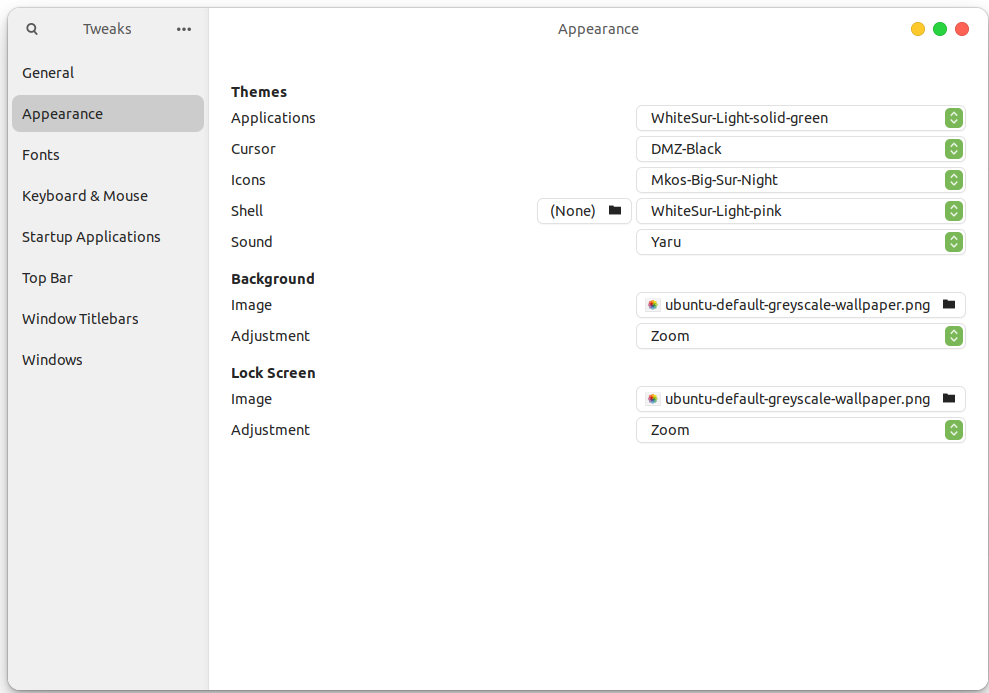 Tweaks
Appearance
General
Appearance
Fonts
Keyboard & Mouse
Startup Applications
Top Bar
Window Titlebars
Windows
Themes
Applications WhiteSur-Light-solid-green
Cursor DMZ-Black
Icons Mkos-Big-Sur-Night
Shell (None) WhiteSur-Light-pink
Sound Yaru
Background
Image ubuntu-default-greyscale-wallpaper.png
Adjustment Zoom
Lock Screen
Image ubuntu-default-greyscale-wallpaper.png
Adjustment Zoom